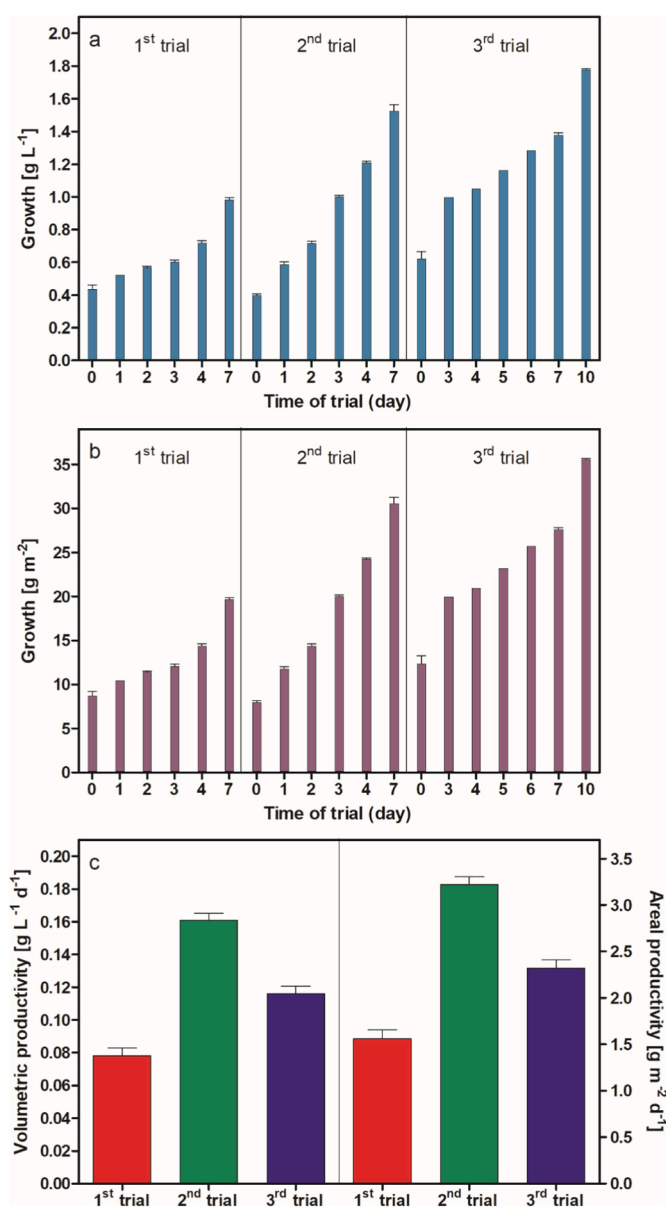 a
1st trial 2nd trial 3rd trial
Growth [g L-1]
2.0
1.8
1.6
1.4
1.2
1.0
0.8
0.6
0.4
0.2
0.0
0 1 2 3 4 7 0 1 2 3 4 7 0 3 4 5 6 7 10
Time of trial (day)
b
1st trial 2nd trial 3rd trial
Growth [g m-2]
35
30
25
20
15
10
5
0
0 1 2 3 4 7 0 1 2 3 4 7 0 3 4 5 6 7 10
Time of trial (day)
c
Volumetric productivity [g L-1 d-1]
0.20
0.18
0.16
0.14
0.12
0.10
0.08
0.06
0.04
0.02
0.00
3.5
3.0
2.5
2.0
1.5
1.0
0.5
0.0
Areal productivity
[g m-2 d-1]
1st trial 2nd trial 3rd trial 1st trial 2nd trial 3rd trial